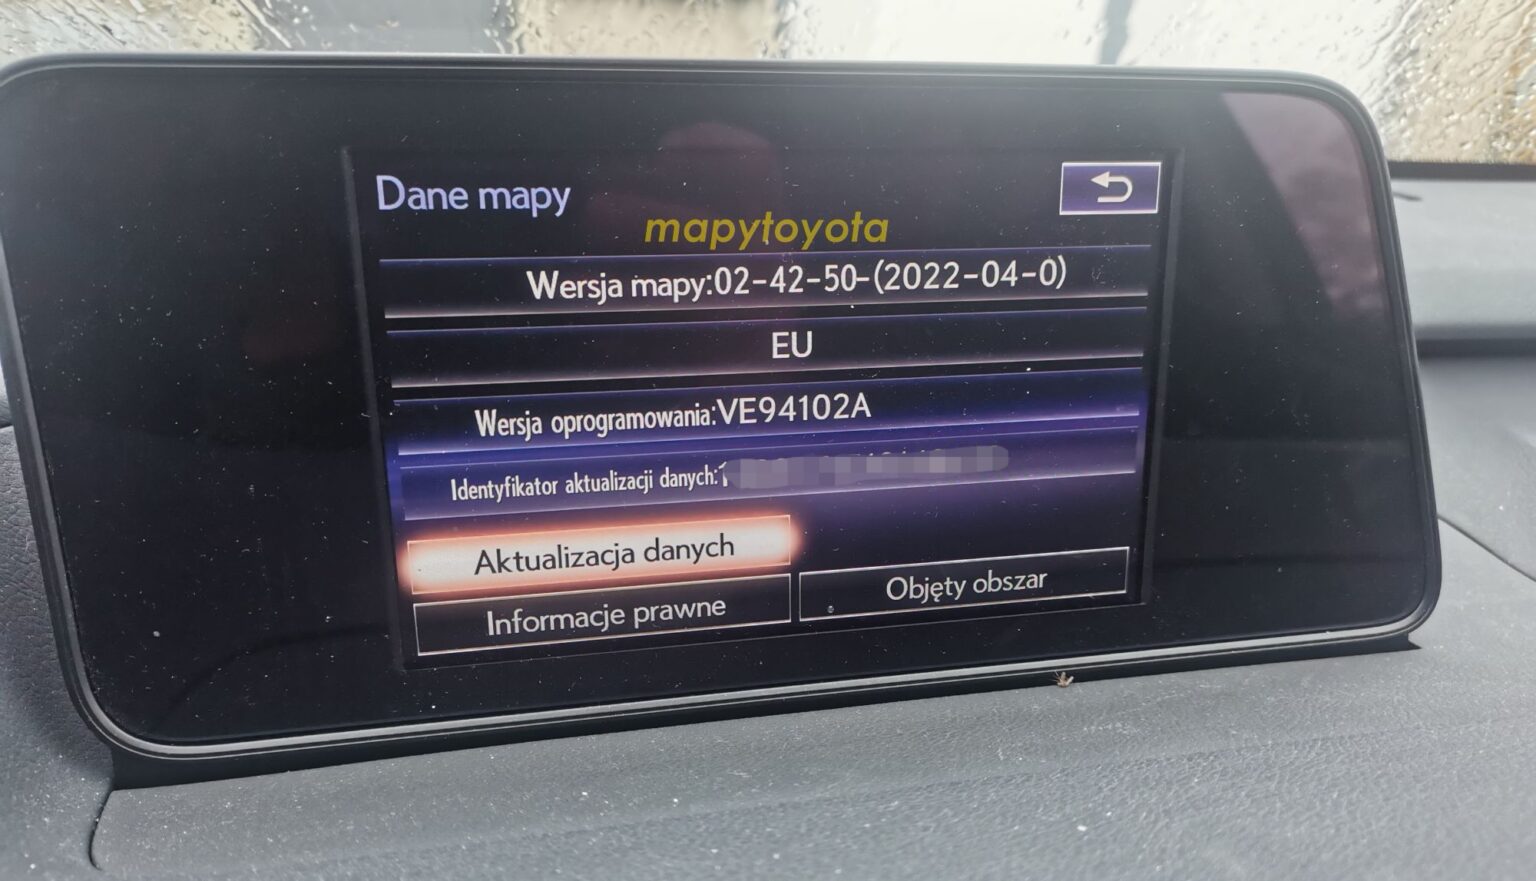 Dane mapy
mapytoyota
Wersja mapy:02-42-50-(2022-04-0)
EU
Wersja oprogramowania:VE94102A
Identyfikator aktualizacji danych:
Aktualizacja danych
Informacje prawne
Objęty obszar